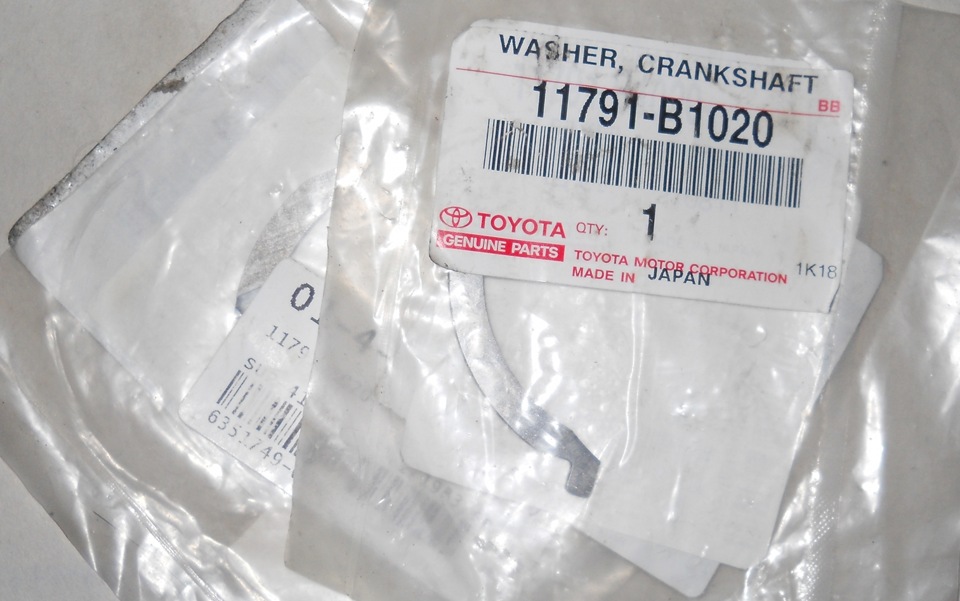 WASHER, CRANKSHAFT
BB
11791-B1020
1
TOYOTA QTY:
GENUINE PARTS
TOYOTA MOTOR CORPORATION 1K18
MADE IN JAPAN